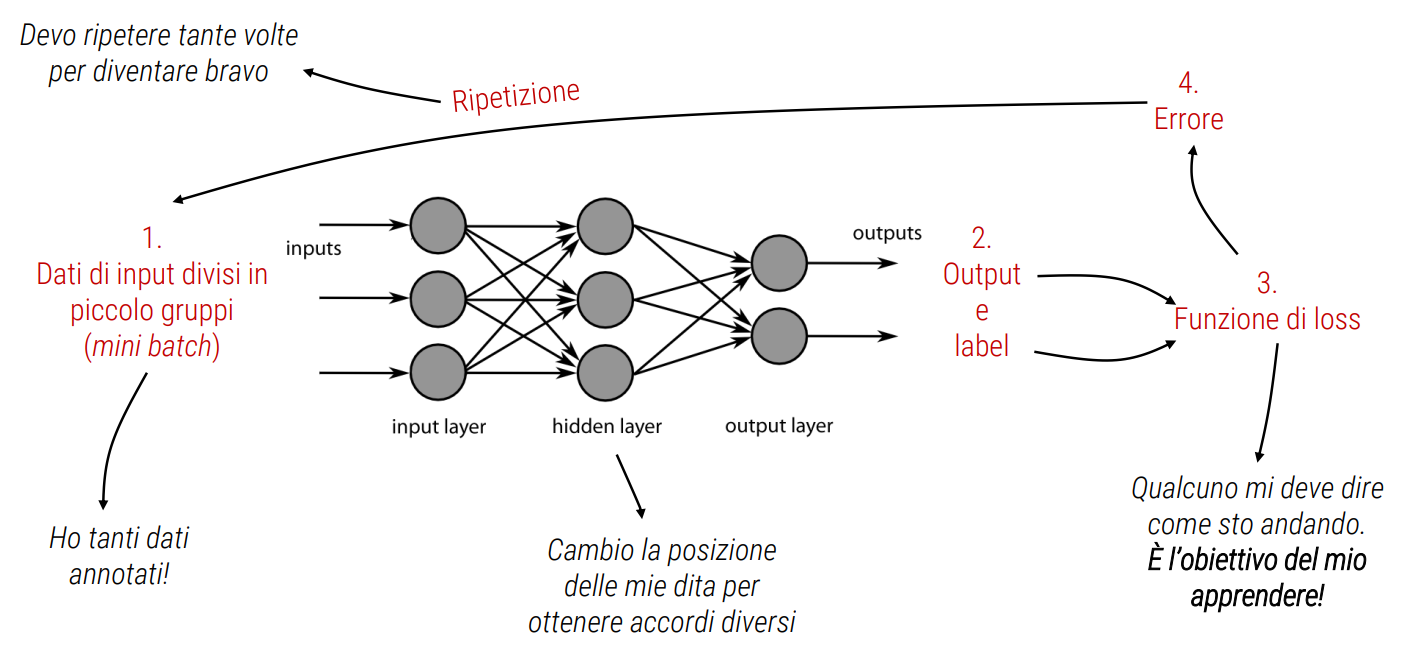 Devo ripetere tante volte
per diventare bravo
Ripetizione
4.
Errore
1.
Dati di input divisi in
piccolo gruppi
(mini batch)
inputs
outputs
2.
Output
e
label
3.
Funzione di loss
input layer
hidden layer
output layer
Ho tanti dati
annotati!
Cambio la posizione
delle mie dita per
ottenere accordi diversi
Qualcuno mi deve dire
come sto andando.
È l’obiettivo del mio
apprendere!